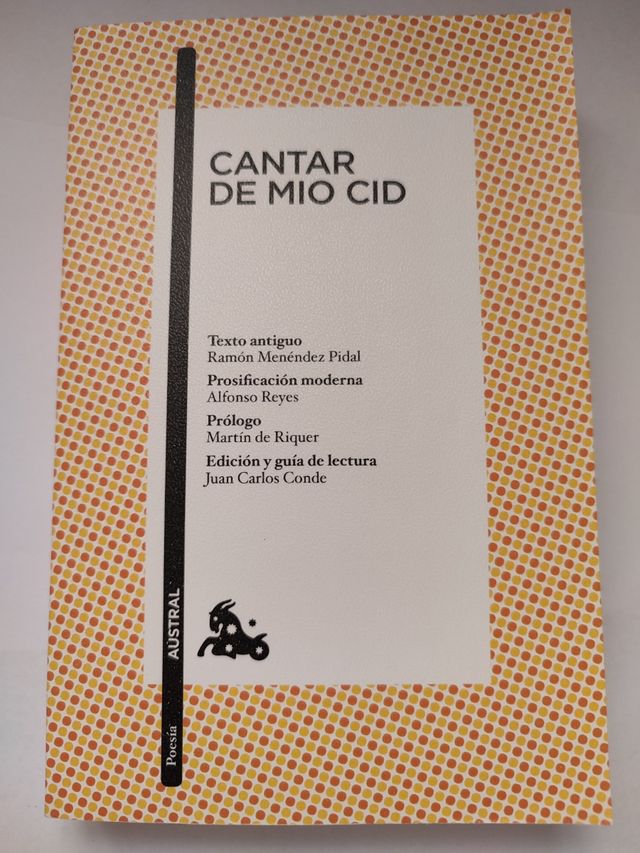 CANTAR
DE MIO CID
Texto antiguo
Ramón Menéndez Pidal
Prosificación moderna
Alfonso Reyes
Prólogo
Martín de Riquer
Edición y guía de lectura
Juan Carlos Conde
AUSTRAL
Poesía